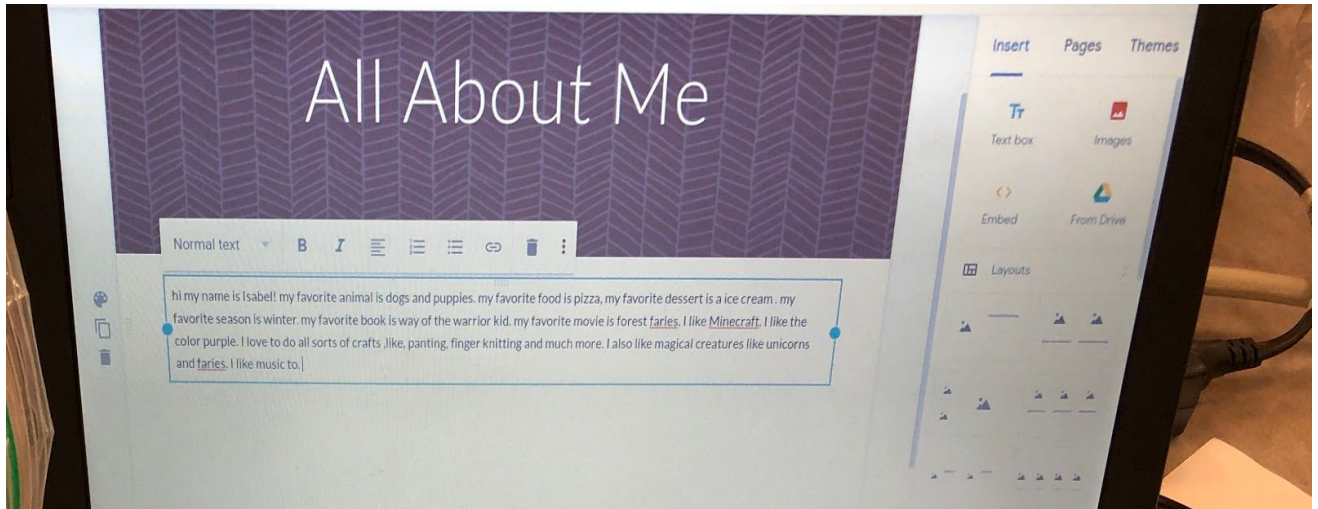 All About Me
Insert Pages Themes
Text box Images
Embed From Drive
Layouts
Normal text B I
hi my name is Isabel! my favorite animal is dogs and puppies. my favorite food is pizza, my favorite dessert is a ice cream . my
favorite season is winter. my favorite book is way of the warrior kid. my favorite movie is forest faries. I like Minecraft. I like the
color purple. I love to do all sorts of crafts ,like, panting, finger knitting and much more. I also like magical creatures like unicorns
and faries. I like music to.